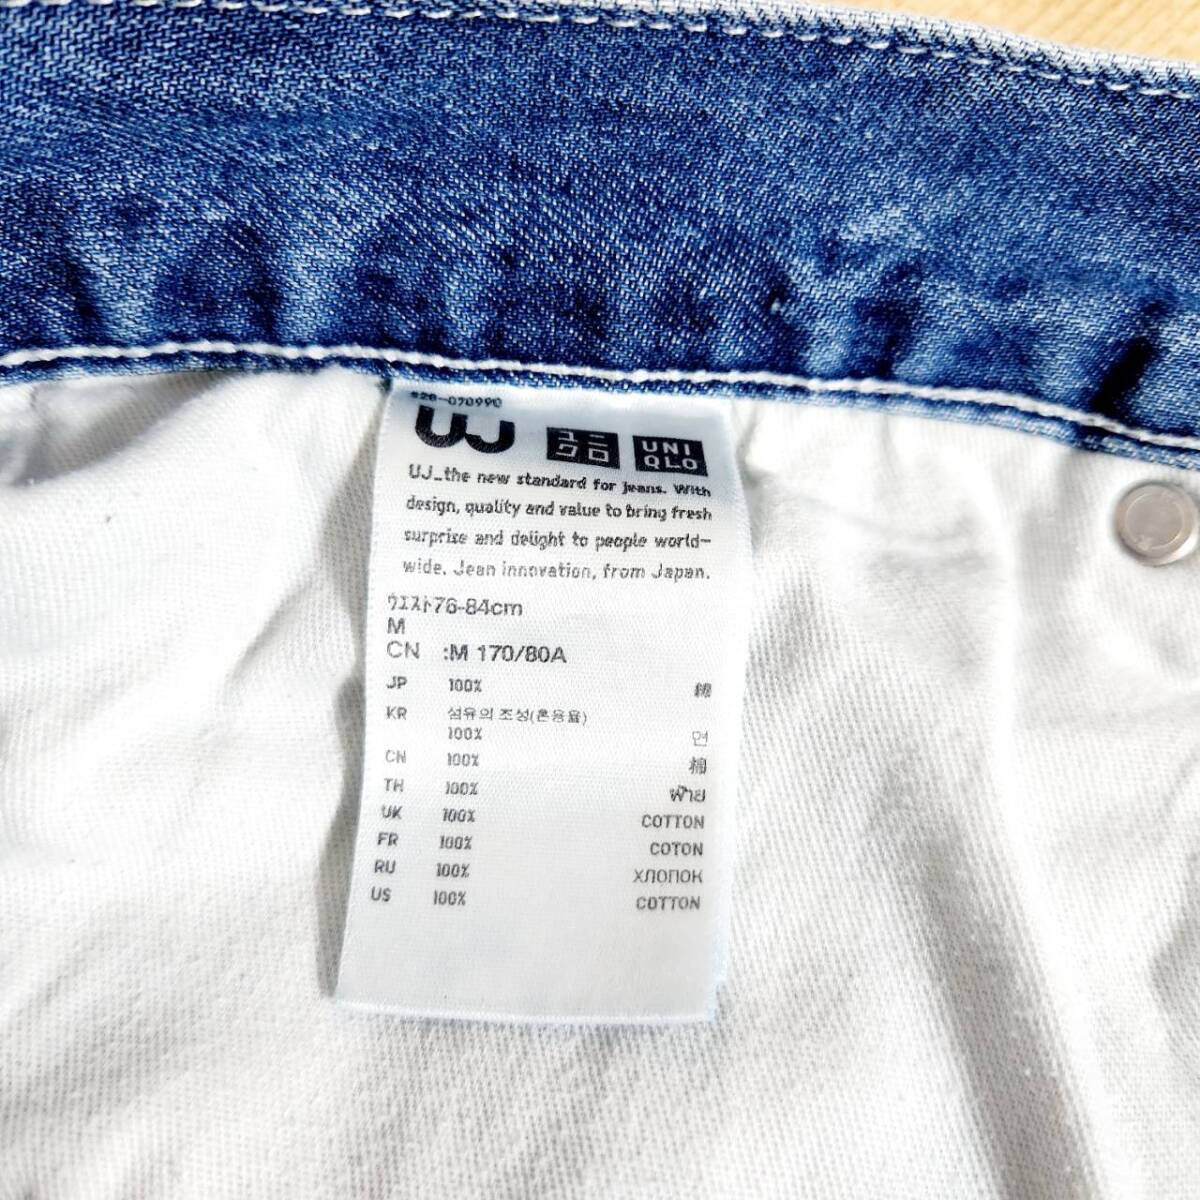 828-070990
UJ ユニクロ UNIQLO
UJ_the new standard for jeans. With
design, quality and value to bring fresh
surprise and delight to people world-
wide. Jean innovation, from Japan.
ウエスト76-84cm
M
CN :M 170/80A
JP 100% 綿
KR 섬유의 조성(혼용율)
100% 면
CN 100% 棉
TH 100% ฝ้าย
UK 100% COTTON
FR 100% COTON
RU 100% ХЛОПОК
US 100% COTTON